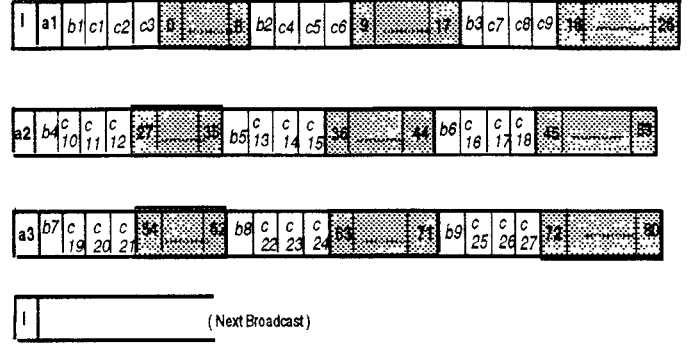 I a1 b1 c1 c2 c3 0 ........ 8 b2 c4 c5 c6 9 ........ 17 b3 c7 c8 c9 18 ........ 26
a2 b4 c 10 c 11 c 12 27 ........ 35 b5 c 13 c 14 c 15 36 ........ 44 b6 c 16 c 17 c 18 45 ........ 53
a3 b7 c 19 c 20 c 21 54 ........ 62 b8 c 22 c 23 c 24 63 ........ 71 b9 c 25 c 26 c 27 72 ........ 80
I (Next Broadcast)